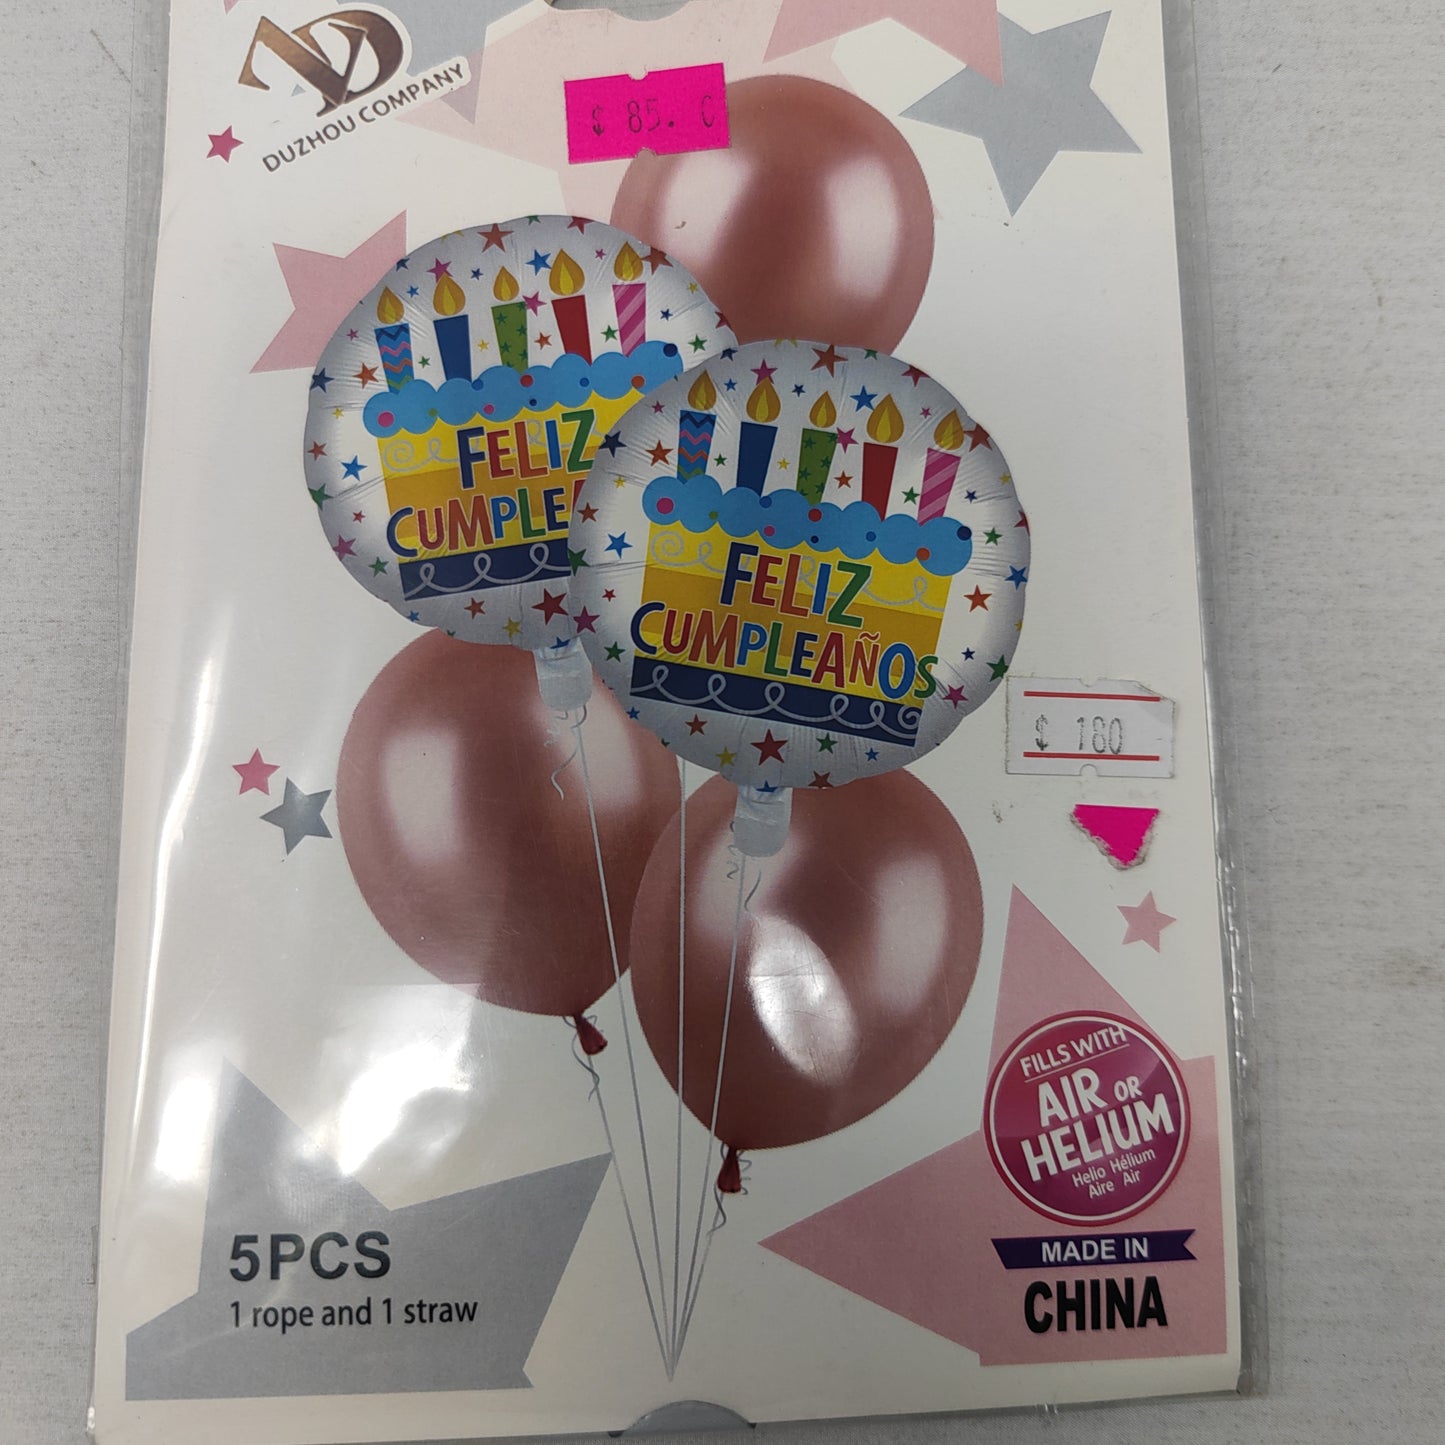 DUZHOU COMPANY
$ 85.
FELIZ
CUMPLEA
FELIZ
CUMPLEAÑOS
$ 180
FILLS WITH
AIR OR
HELIUM
Helio Hélium
Aire Air
MADE IN
CHINA
5PCS
1 rope and 1 straw